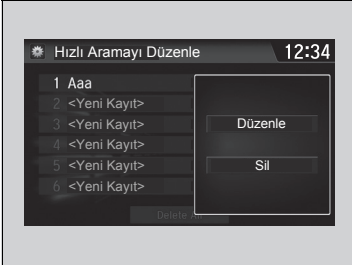 Hızlı Aramayı Düzenle 12:34
1 Aaa
2 <Yeni Kayıt>
3 <Yeni Kayıt>
4 <Yeni Kayıt>
5 <Yeni Kayıt>
6 <Yeni Kayıt>
Düzenle
Sil
Delete All